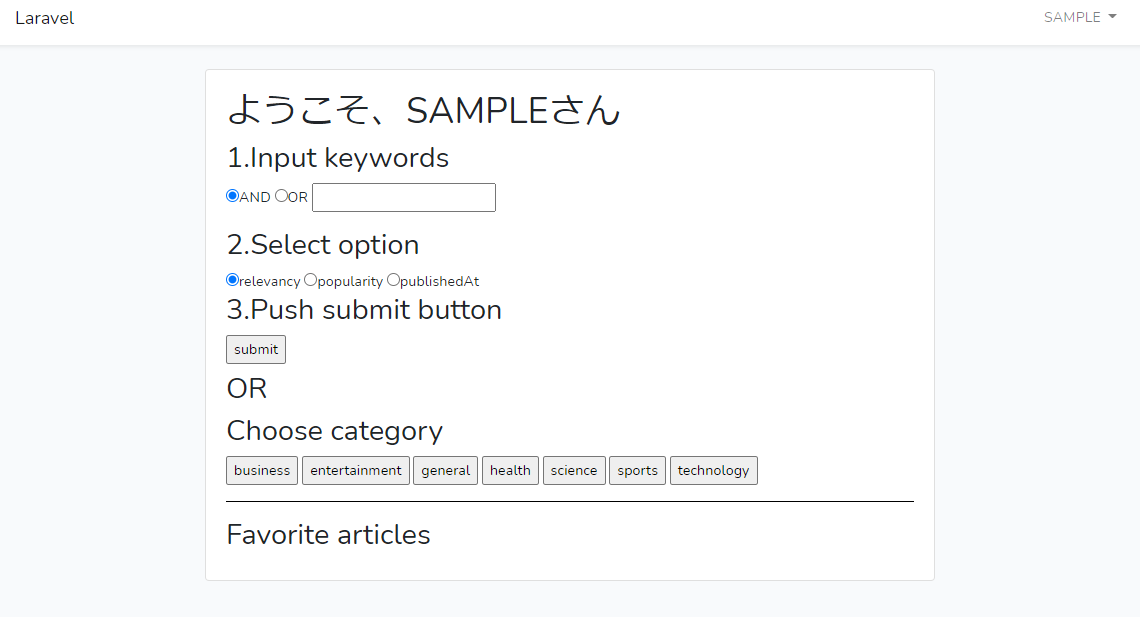 Laravel
SAMPLE
ようこそ、SAMPLEさん
1.Input keywords
AND OR
2.Select option
relevancy popularity publishedAt
3.Push submit button
submit
OR
Choose category
business entertainment general health science sports technology
Favorite articles